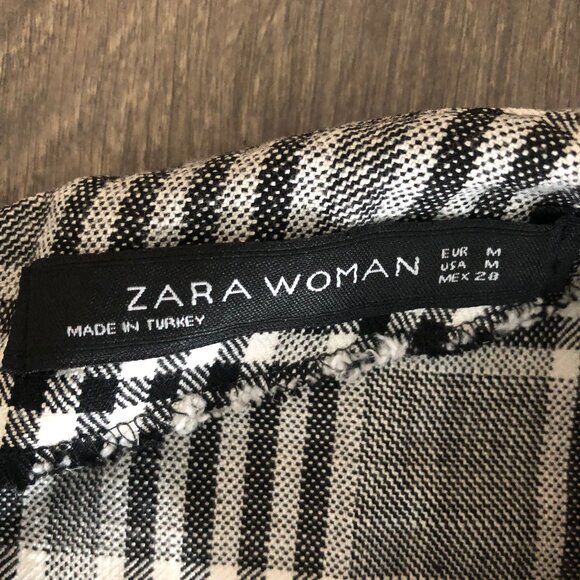 ZARA WOMAN
MADE IN TURKEY
EUR M
USA M
MEX 28